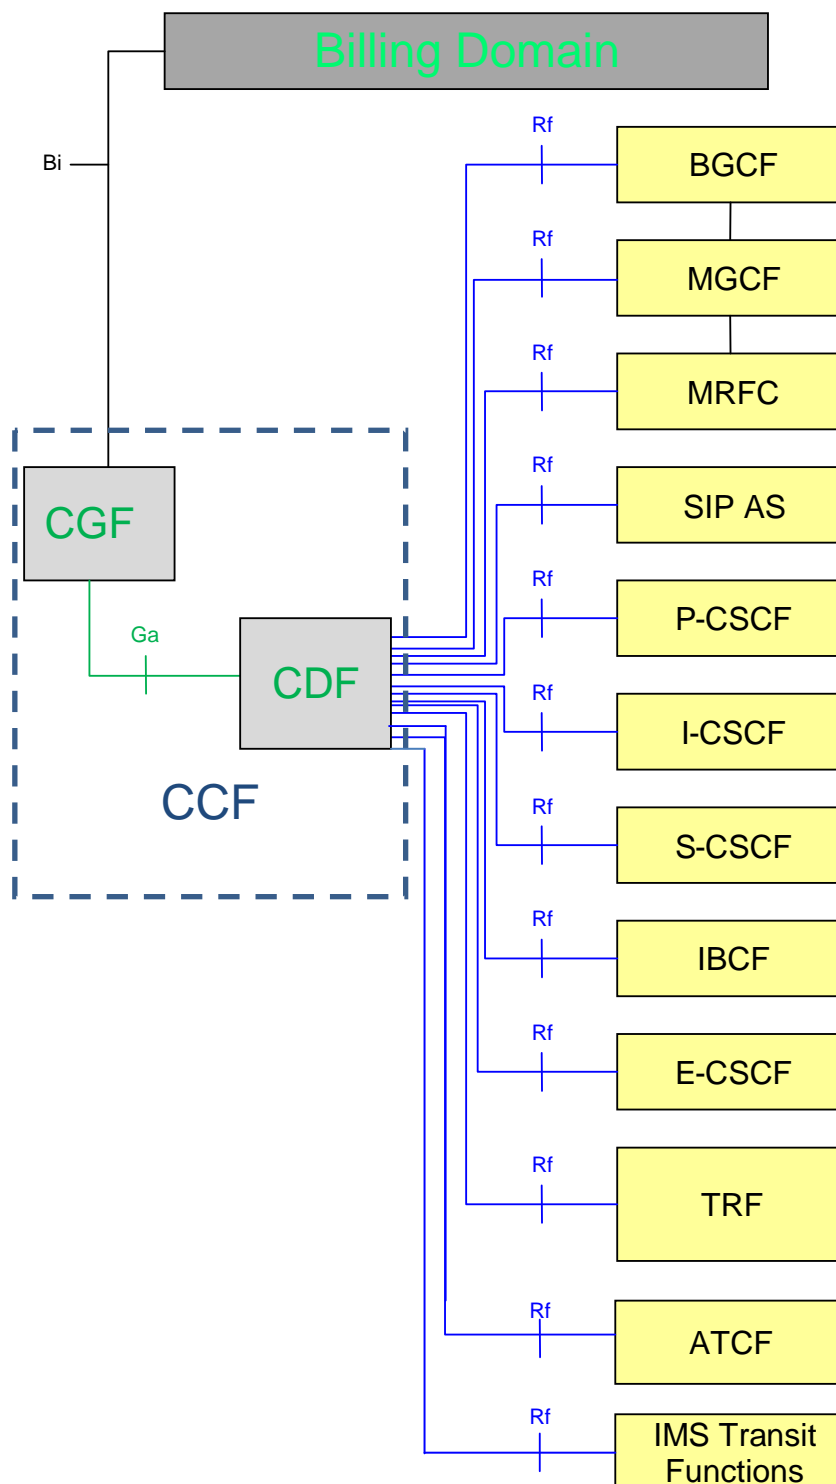 Billing Domain
Bi
Rf
BGCF
Rf
MGCF
Rf
MRFC
Rf
SIP AS
CGF
Rf
P-CSCF
Ga
CDF
Rf
I-CSCF
CCF
Rf
S-CSCF
Rf
IBCF
Rf
E-CSCF
Rf
TRF
Rf
ATCF
Rf
IMS Transit
Functions